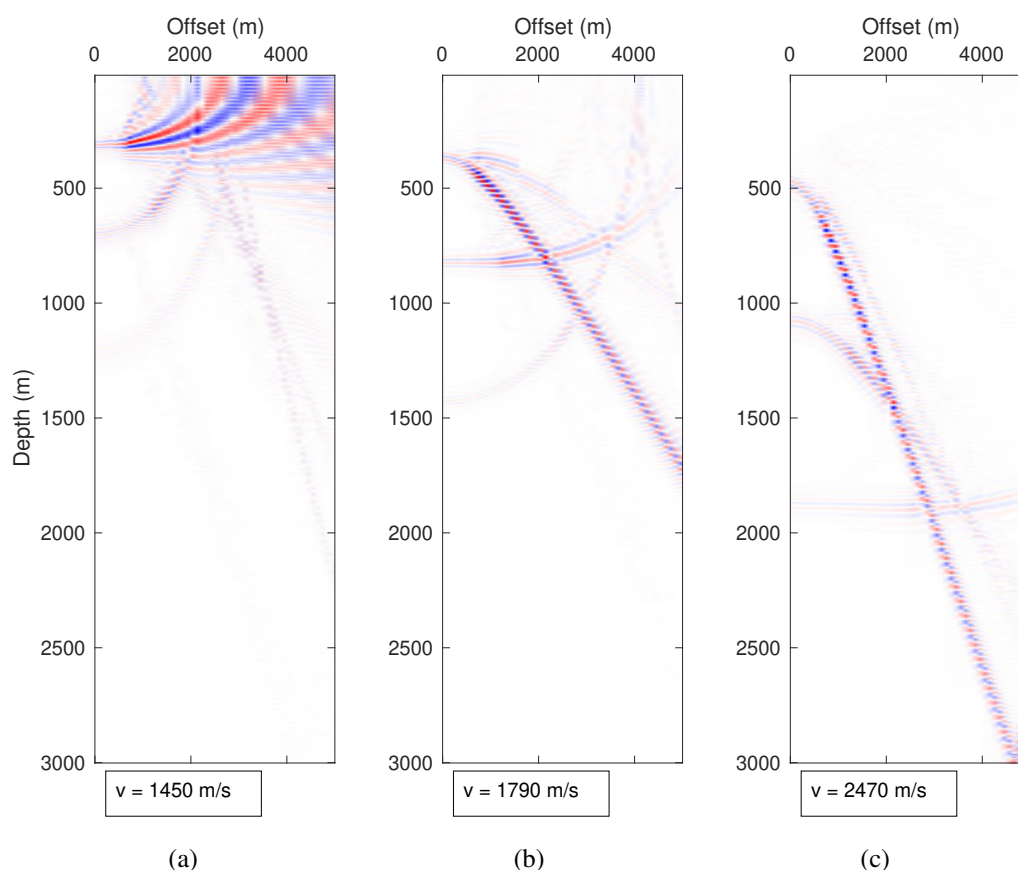 Offset (m) Offset (m) Offset (m)
0 2000 4000 0 2000 4000 0 2000 4000
500 500 500
1000 1000 1000
Depth (m)
1500 1500 1500
2000 2000 2000
2500 2500 2500
3000 3000 3000
v = 1450 m/s v = 1790 m/s v = 2470 m/s
(a) (b) (c)